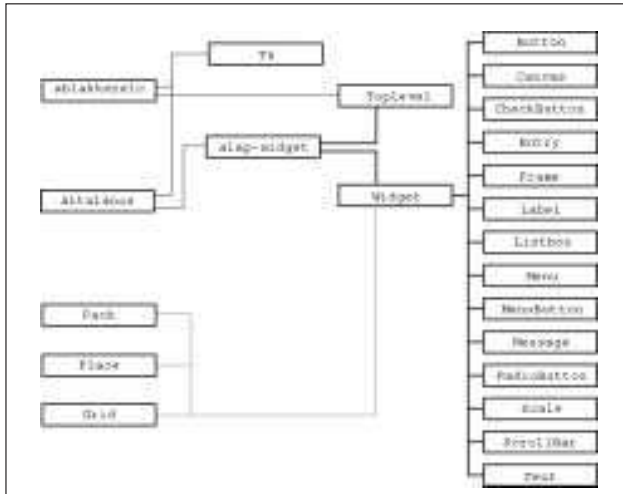 Tk
ablakkezelő
TopLevel
alap-widget
Általános
Widget
Pack
Place
Grid
Button
Canvas
CheckButton
Entry
Frame
Label
Listbox
Menu
MenuButton
Message
RadioButton
Scale
ScrollBar
Text